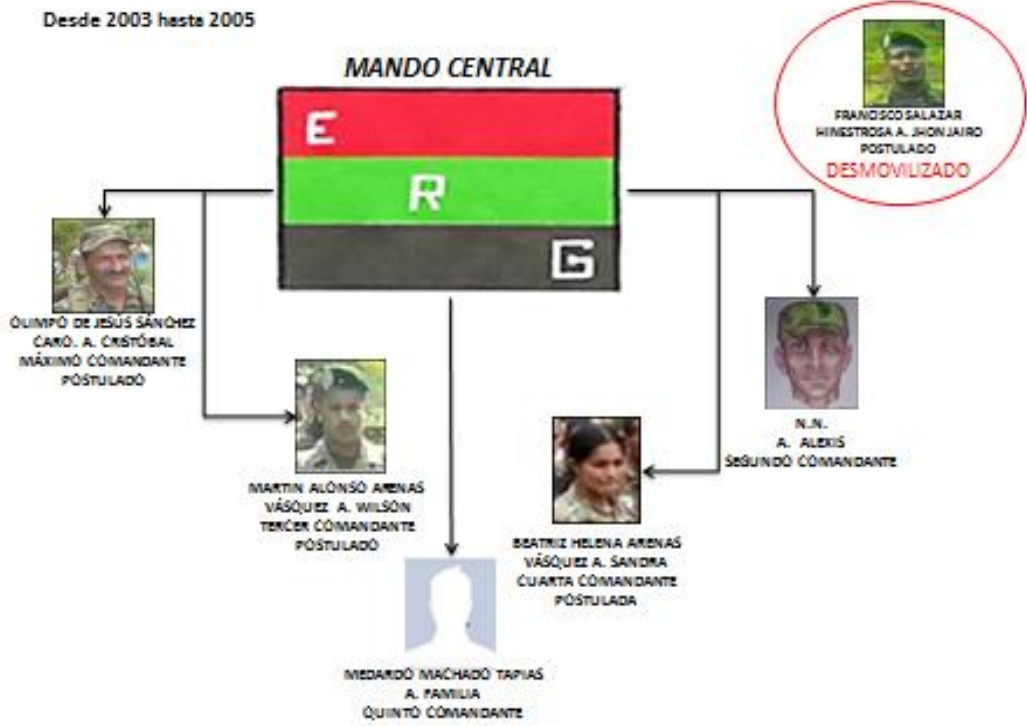 Desde 2003 hasta 2005
MANDO CENTRAL
E
R
G
FRANCISCO SALAZAR
HINESTROSA A. JHON JAIRO
POSTULADO
DESMOVILIZADO
OLIMPO DE JESÚS SÁNCHEZ
CARO. A. CRISTÓBAL
MÁXIMO COMANDANTE
POSTULADO
N.N.
A. ALEXIS
SEGUNDO COMANDANTE
MARTIN ALONSO ARENAS
VÁSQUEZ A. WILSON
TERCER COMANDANTE
POSTULADO
BEATRIZ HELENA ARENAS
VÁSQUEZ A. SANDRA
CUARTA COMANDANTE
POSTULADA
MEDARDO MACHADO TAPIAS
A. FAMILIA
QUINTO COMANDANTE